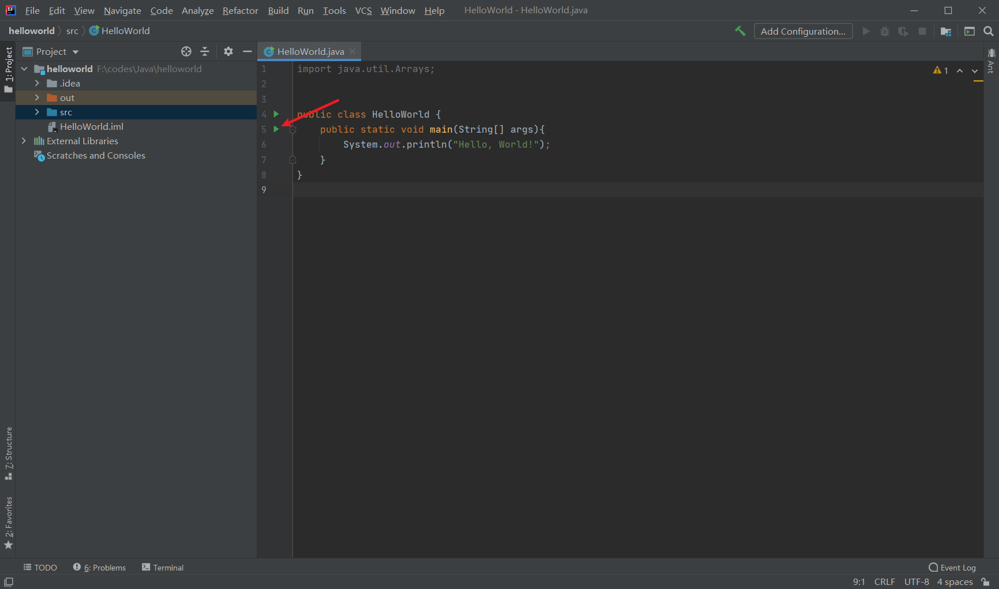 File Edit View Navigate Code Analyze Refactor Build Run Tools VCS Window Help HelloWorld - HelloWorld.java
helloworld src HelloWorld Add Configuration...
1: Project
Project
HelloWorld.java
helloworld F:\codes\Java\helloworld
.idea
out
src
HelloWorld.iml
External Libraries
Scratches and Consoles
1 import java.util.Arrays;
2
3
4 public class HelloWorld {
5 public static void main(String[] args){
6 System.out.println("Hello, World!");
7 }
8 }
9
1
Ant
7: Structure
2: Favorites
TODO 6: Problems Terminal Event Log
9:1 CRLF UTF-8 4 spaces